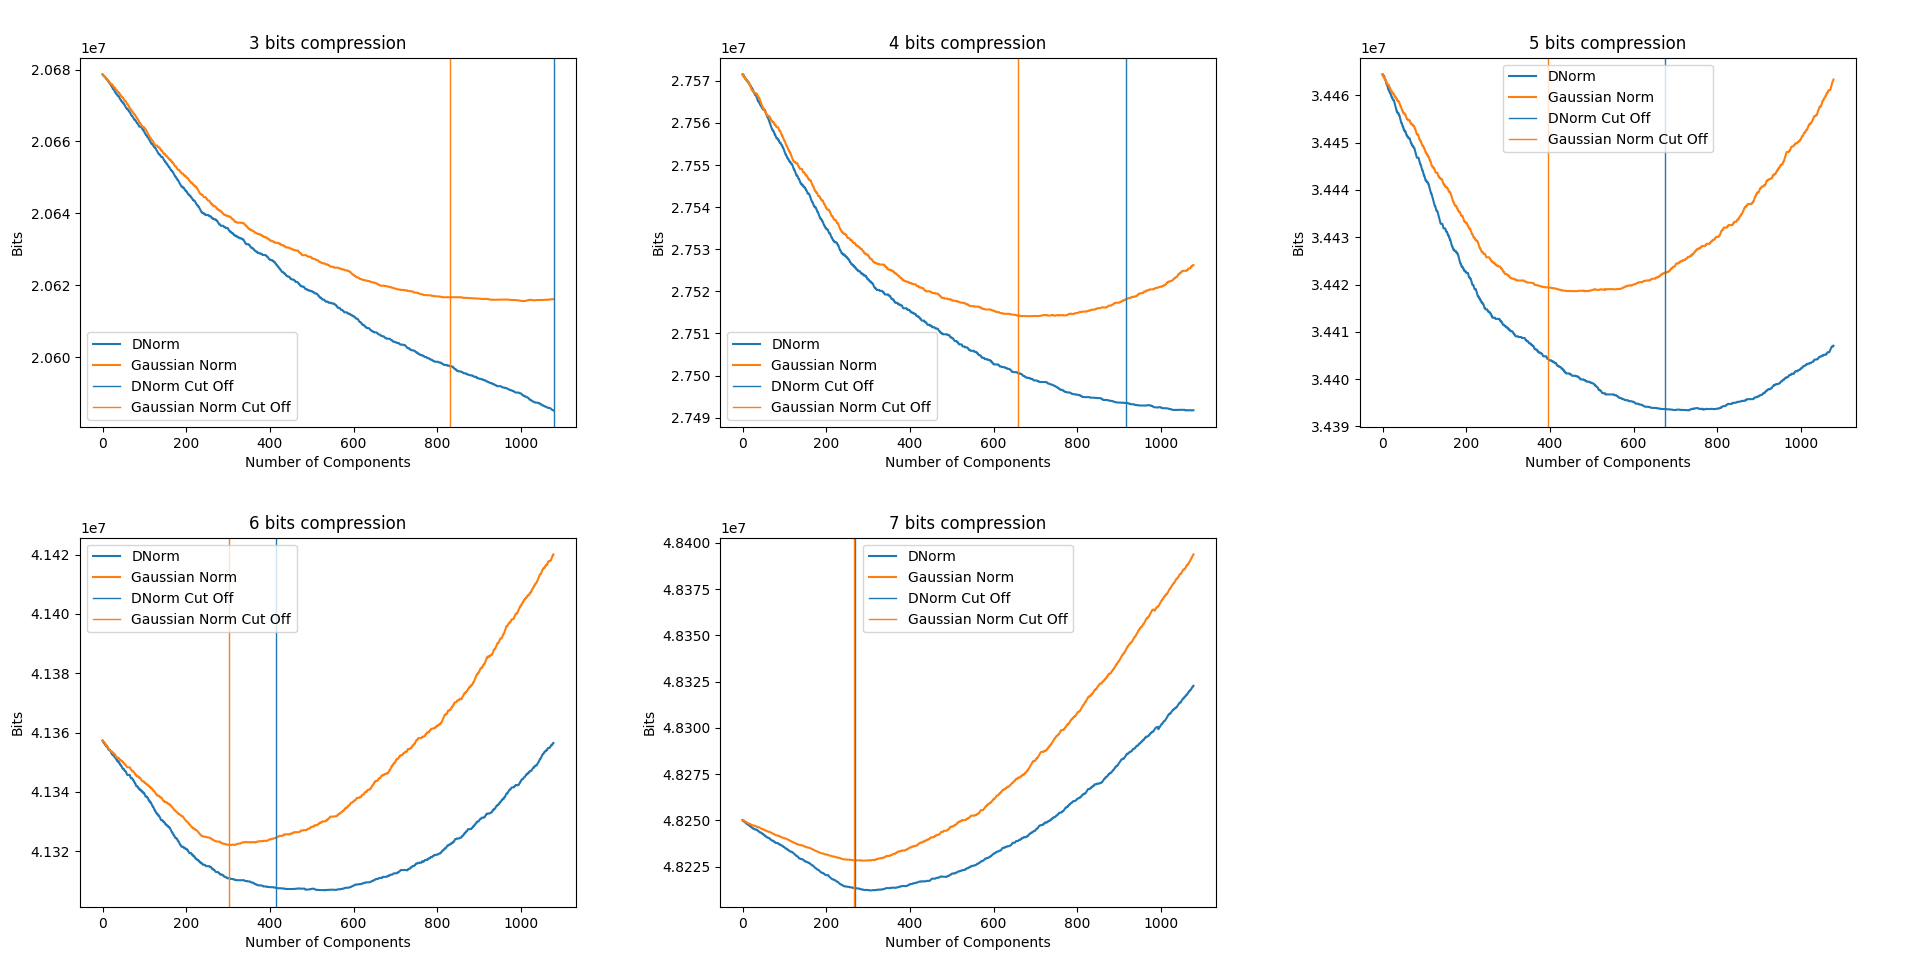 3 bits compression
1e7
2.068
2.066
2.064
2.062
2.060
Bits
DNorm
Gaussian Norm
DNorm Cut Off
Gaussian Norm Cut Off
0 200 400 600 800 1000
Number of Components
4 bits compression
1e7
2.757
2.756
2.755
2.754
2.753
2.752
2.751
2.750
2.749
Bits
DNorm
Gaussian Norm
DNorm Cut Off
Gaussian Norm Cut Off
0 200 400 600 800 1000
Number of Components
5 bits compression
1e7
3.446
3.445
3.444
3.443
3.442
3.441
3.440
3.439
Bits
DNorm
Gaussian Norm
DNorm Cut Off
Gaussian Norm Cut Off
0 200 400 600 800 1000
Number of Components
6 bits compression
1e7
4.142
4.140
4.138
4.136
4.134
4.132
Bits
DNorm
Gaussian Norm
DNorm Cut Off
Gaussian Norm Cut Off
0 200 400 600 800 1000
Number of Components
7 bits compression
1e7
4.8400
4.8375
4.8350
4.8325
4.8300
4.8275
4.8250
4.8225
Bits
DNorm
Gaussian Norm
DNorm Cut Off
Gaussian Norm Cut Off
0 200 400 600 800 1000
Number of Components